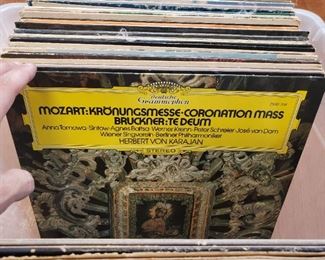 Deutsche
Grammophon
MOZART: KRÖNUNGSMESSE·CORONATION MASS
BRUCKNER: TE DEUM
Anna Tomowa-Sintow·Agnes Baltsa·Werner Krenn·Peter Schreier·José van Dam
Wiener Singverein·Berliner Philharmoniker
HERBERT VON KARAJAN
STEREO